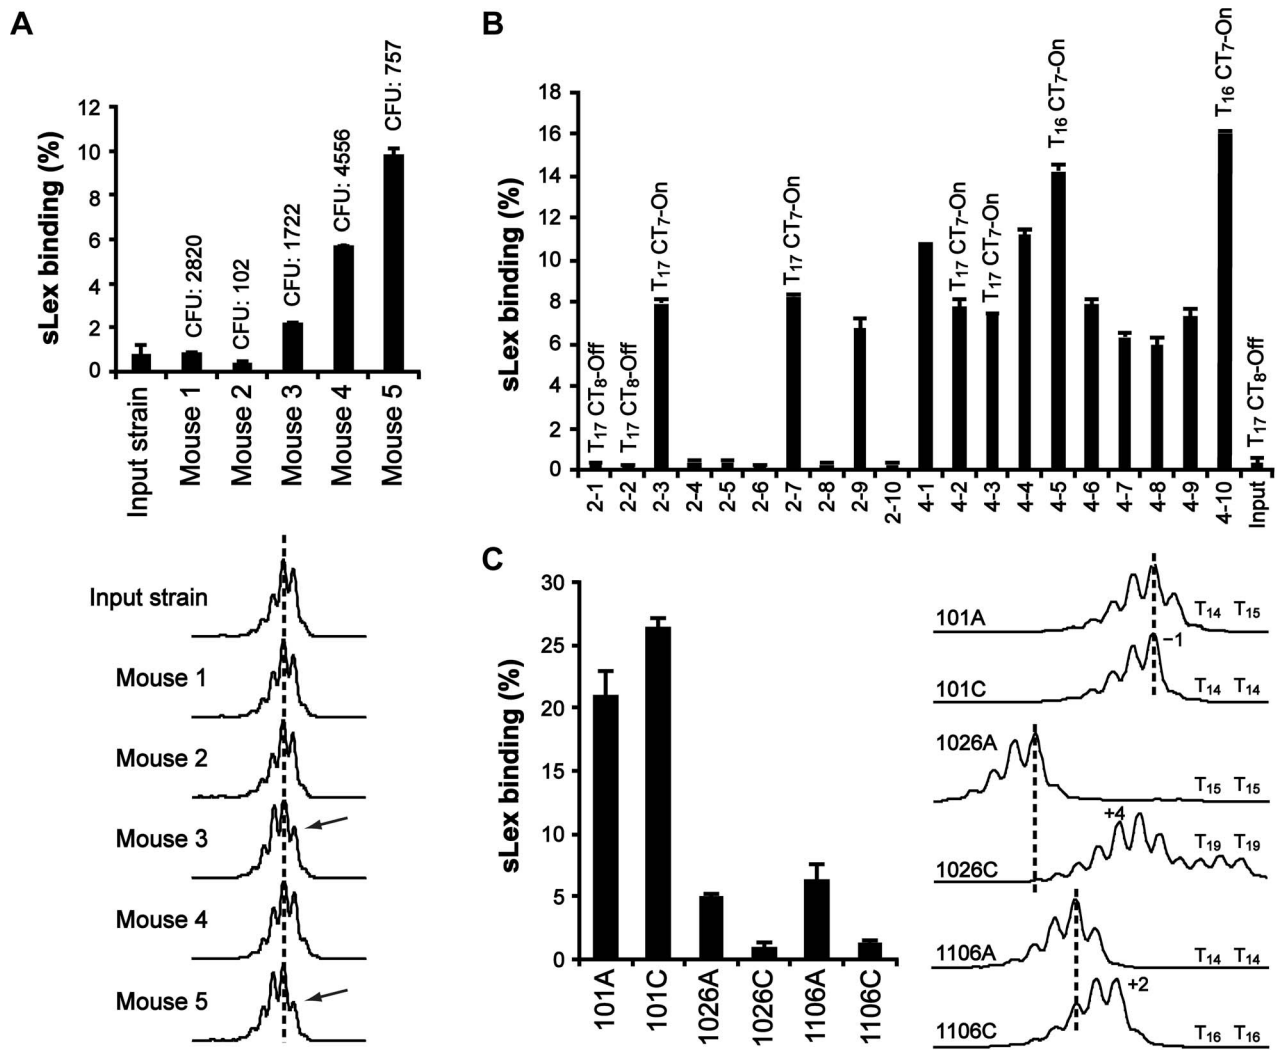 A
sLex binding (%)
12
10
8
6
4
2
0
CFU: 2820
CFU: 102
CFU: 1722
CFU: 4556
CFU: 757
Input strain
Mouse 1
Mouse 2
Mouse 3
Mouse 4
Mouse 5
Input strain
Mouse 1
Mouse 2
Mouse 3
Mouse 4
Mouse 5
B
sLex binding (%)
18
16
14
12
10
8
6
4
2
0
T17 CT8-Off
T17 CT8-Off
T17 CT7-On
T17 CT7-On
T17 CT7-On
T17 CT7-On
T16 CT7-On
T16 CT7-On
T17 CT8-Off
2-1
2-2
2-3
2-4
2-5
2-6
2-7
2-8
2-9
2-10
4-1
4-2
4-3
4-4
4-5
4-6
4-7
4-8
4-9
4-10
Input
C
sLex binding (%)
30
25
20
15
10
5
0
101A
101C
1026A
1026C
1106A
1106C
101A T14 T15
−1
101C T14 T14
1026A T15 T15
+4
1026C T19 T19
1106A T14 T14
+2
1106C T16 T16